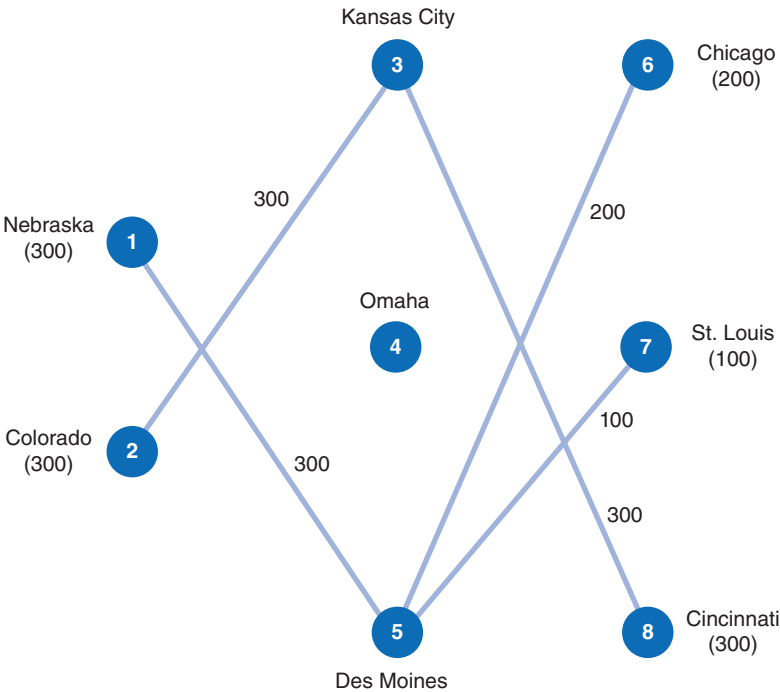 Kansas City
3
6
Chicago
(200)
300
200
Nebraska
(300)
1
Omaha
4
7
St. Louis
(100)
100
Colorado
(300)
2
300
300
5
8
Cincinnati
(300)
Des Moines